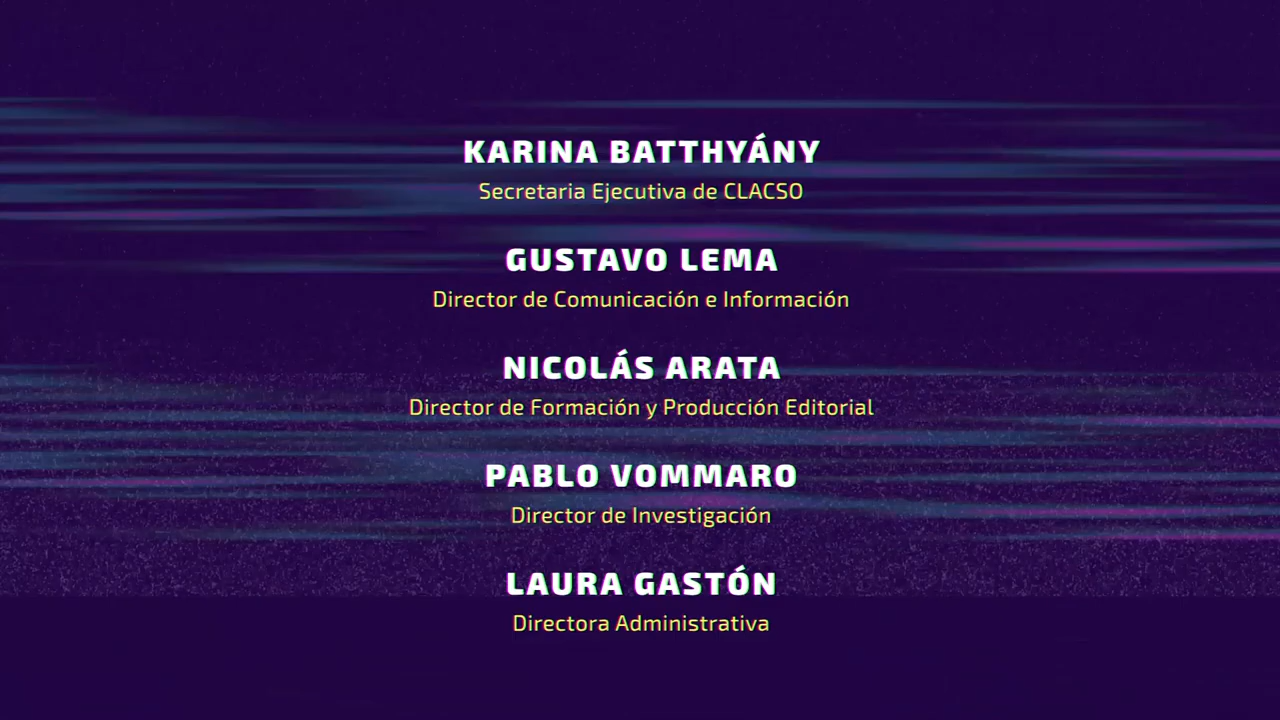 KARINA BATTHYÁNY
Secretaria Ejecutiva de CLACSO
GUSTAVO LEMA
Director de Comunicación e Información
NICOLÁS ARATA
Director de Formación y Producción Editorial
PABLO VOMMARO
Director de Investigación
LAURA GASTÓN
Directora Administrativa